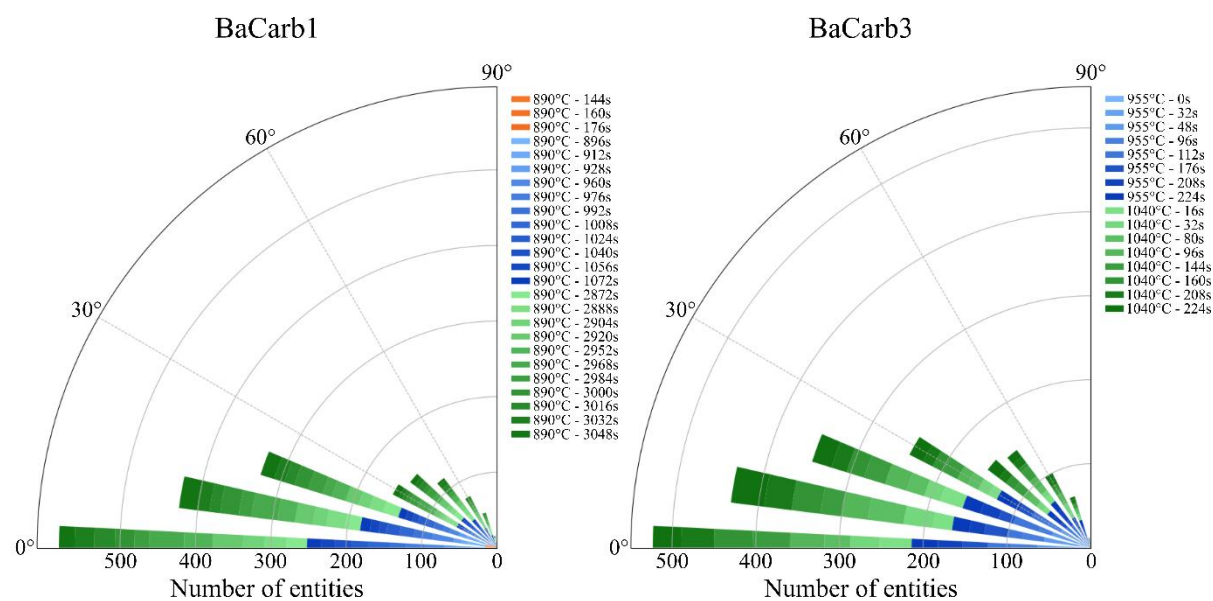 BaCarb1
90°
60°
30°
0°
500 400 300 200 100 0
Number of entities
890°C - 144s
890°C - 160s
890°C - 176s
890°C - 896s
890°C - 912s
890°C - 928s
890°C - 960s
890°C - 976s
890°C - 992s
890°C - 1008s
890°C - 1024s
890°C - 1040s
890°C - 1056s
890°C - 1072s
890°C - 2872s
890°C - 2888s
890°C - 2904s
890°C - 2920s
890°C - 2952s
890°C - 2968s
890°C - 2984s
890°C - 3000s
890°C - 3016s
890°C - 3032s
890°C - 3048s
BaCarb3
90°
60°
30°
0°
500 400 300 200 100 0
Number of entities
955°C - 0s
955°C - 32s
955°C - 48s
955°C - 96s
955°C - 112s
955°C - 176s
955°C - 208s
955°C - 224s
1040°C - 16s
1040°C - 32s
1040°C - 80s
1040°C - 96s
1040°C - 144s
1040°C - 160s
1040°C - 208s
1040°C - 224s